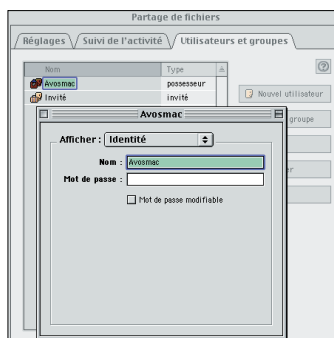 Partage de fichiers
Réglages Suivi de l'activité Utilisateurs et groupes
Nom Type
Avosmac possesseur
Invité invité
Nouvel utilisateur
groupe
Avosmac
Afficher : Identité
Nom : Avosmac
Mot de passe :
Mot de passe modifiable